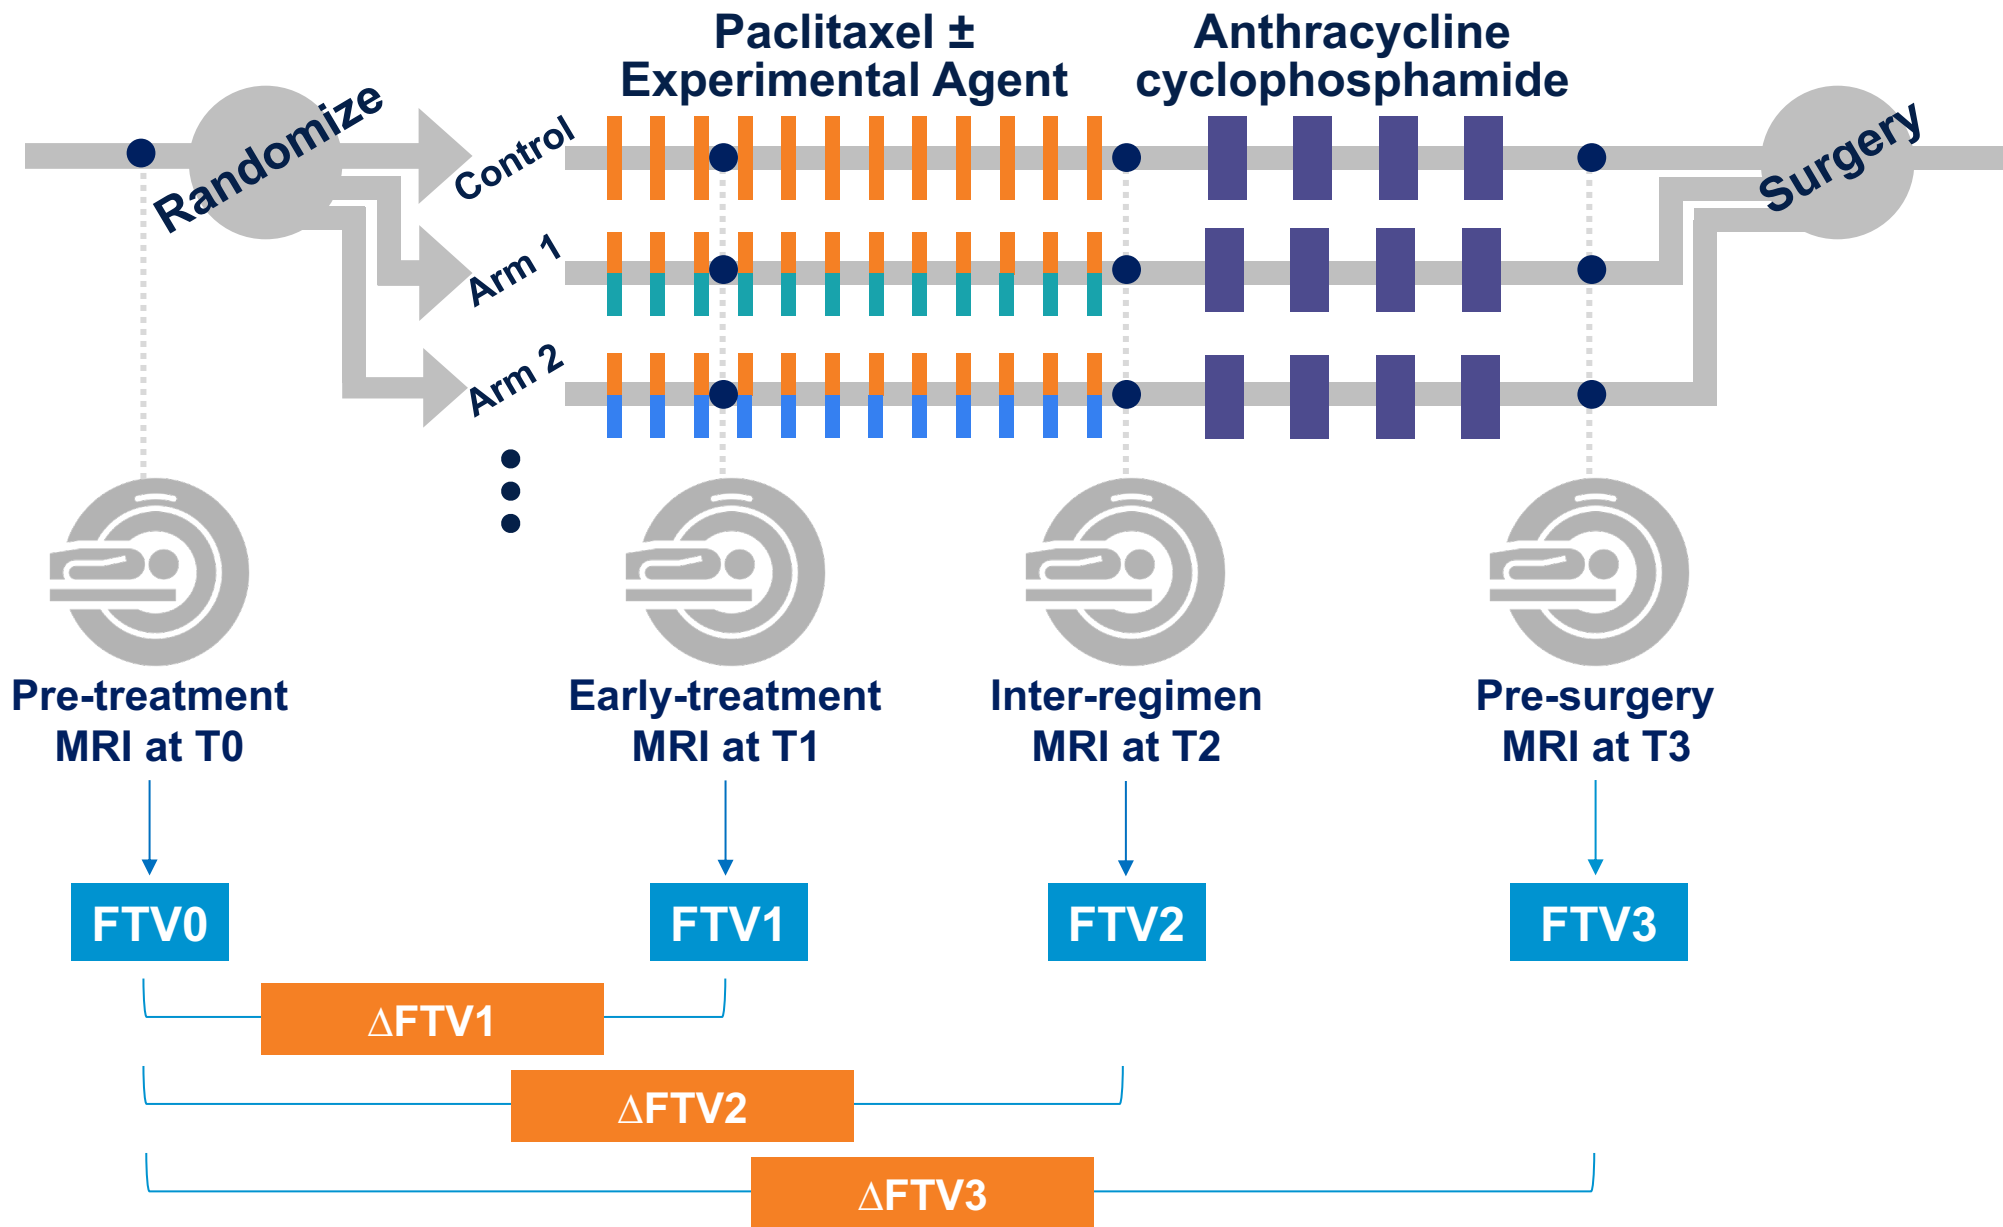 Paclitaxel ±
Experimental Agent
Anthracycline
cyclophosphamide
Randomize
Control
Surgery
Arm 1
Arm 2
Pre-treatment
MRI at T0
Early-treatment
MRI at T1
Inter-regimen
MRI at T2
Pre-surgery
MRI at T3
FTV0
FTV1
FTV2
FTV3
ΔFTV1
ΔFTV2
ΔFTV3